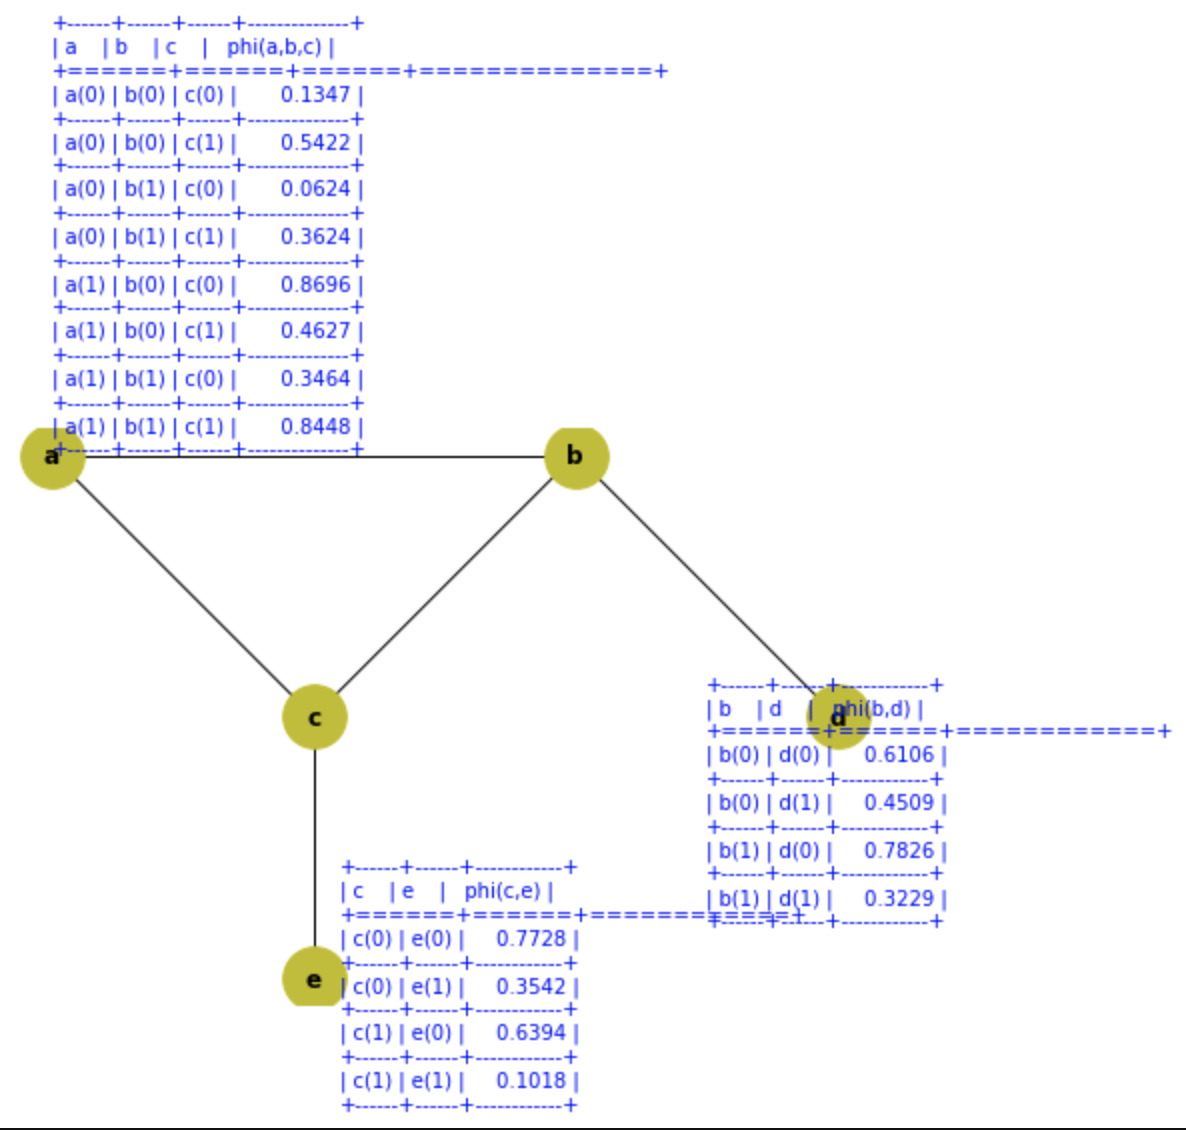 +------+------+------+--------------+
| a | b | c | phi(a,b,c) |
+======+======+======+==============+
| a(0) | b(0) | c(0) | 0.1347 |
+------+------+------+--------------+
| a(0) | b(0) | c(1) | 0.5422 |
+------+------+------+--------------+
| a(0) | b(1) | c(0) | 0.0624 |
+------+------+------+--------------+
| a(0) | b(1) | c(1) | 0.3624 |
+------+------+------+--------------+
| a(1) | b(0) | c(0) | 0.8696 |
+------+------+------+--------------+
| a(1) | b(0) | c(1) | 0.4627 |
+------+------+------+--------------+
| a(1) | b(1) | c(0) | 0.3464 |
+------+------+------+--------------+
| a(1) | b(1) | c(1) | 0.8448 |
+------+------+------+--------------+
a
b
c
d
+------+------+------------+
| b | d | phi(b,d) |
+======+======+============+
| b(0) | d(0) | 0.6106 |
+------+------+------------+
| b(0) | d(1) | 0.4509 |
+------+------+------------+
| b(1) | d(0) | 0.7826 |
+------+------+------------+
| b(1) | d(1) | 0.3229 |
+------+------+------------+
e
+------+------+------------+
| c | e | phi(c,e) |
+======+======+============+
| c(0) | e(0) | 0.7728 |
+------+------+------------+
| c(0) | e(1) | 0.3542 |
+------+------+------------+
| c(1) | e(0) | 0.6394 |
+------+------+------------+
| c(1) | e(1) | 0.1018 |
+------+------+------------+